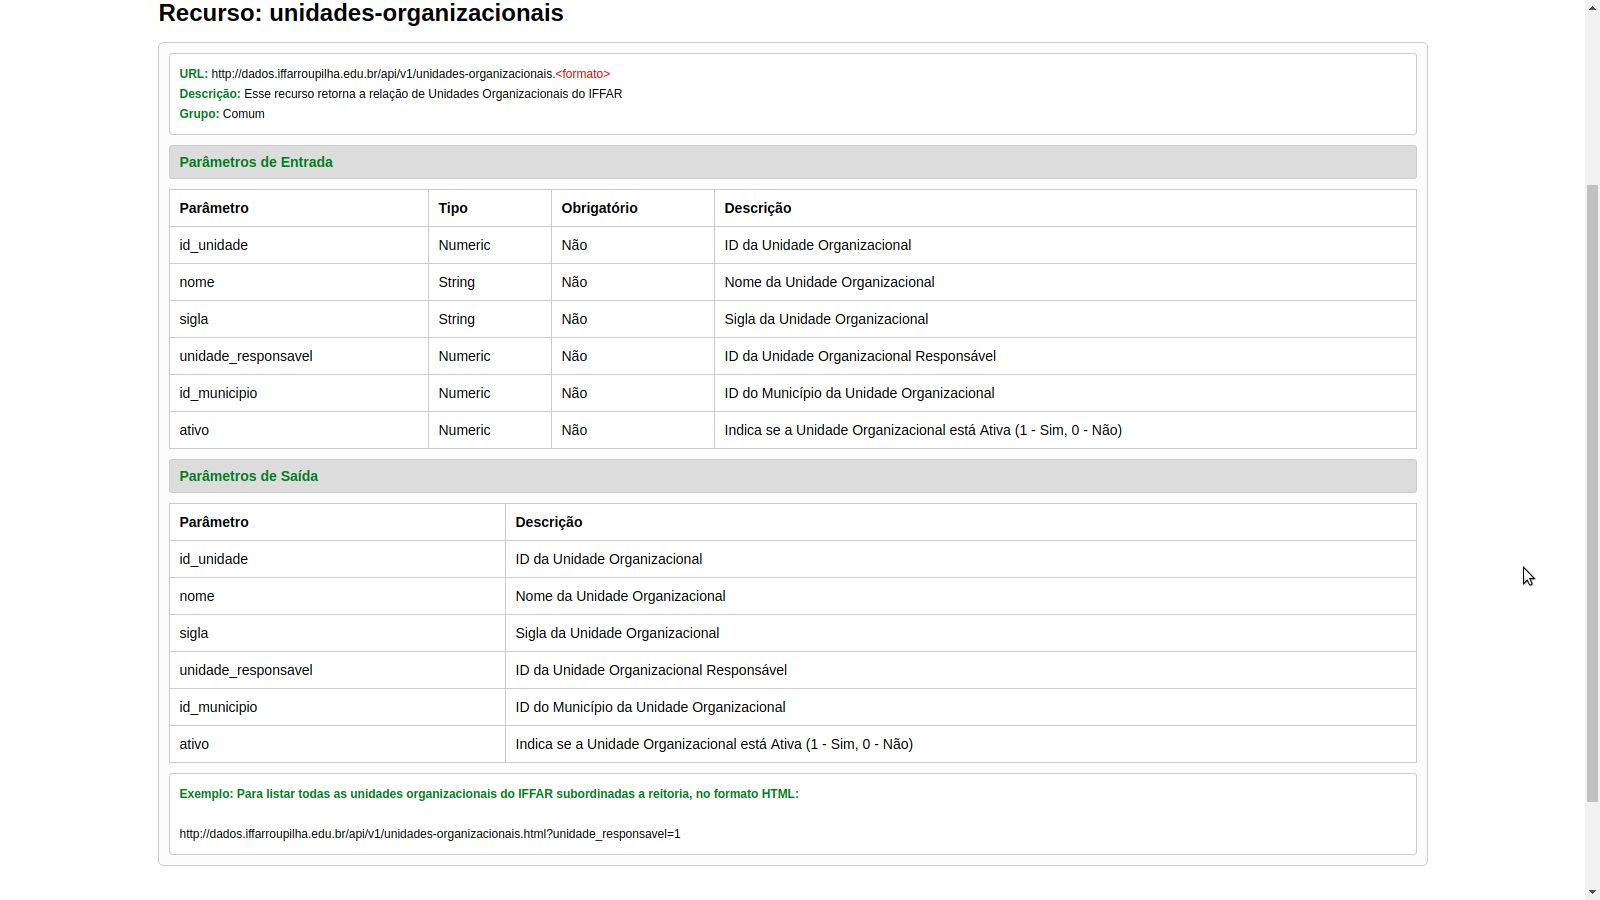 Recurso: unidades-organizacionais
URL: http://dados.iffarroupilha.edu.br/api/v1/unidades-organizacionais.<formato>
Descrição: Esse recurso retorna a relação de Unidades Organizacionais do IFFAR
Grupo: Comum
Parâmetros de Entrada
Parâmetro Tipo Obrigatório Descrição
id_unidade Numeric Não ID da Unidade Organizacional
nome String Não Nome da Unidade Organizacional
sigla String Não Sigla da Unidade Organizacional
unidade_responsavel Numeric Não ID da Unidade Organizacional Responsável
id_municipio Numeric Não ID do Município da Unidade Organizacional
ativo Numeric Não Indica se a Unidade Organizacional está Ativa (1 - Sim, 0 - Não)
Parâmetros de Saída
Parâmetro Descrição
id_unidade ID da Unidade Organizacional
nome Nome da Unidade Organizacional
sigla Sigla da Unidade Organizacional
unidade_responsavel ID da Unidade Organizacional Responsável
id_municipio ID do Município da Unidade Organizacional
ativo Indica se a Unidade Organizacional está Ativa (1 - Sim, 0 - Não)
Exemplo: Para listar todas as unidades organizacionais do IFFAR subordinadas a reitoria, no formato HTML:
http://dados.iffarroupilha.edu.br/api/v1/unidades-organizacionais.html?unidade_responsavel=1